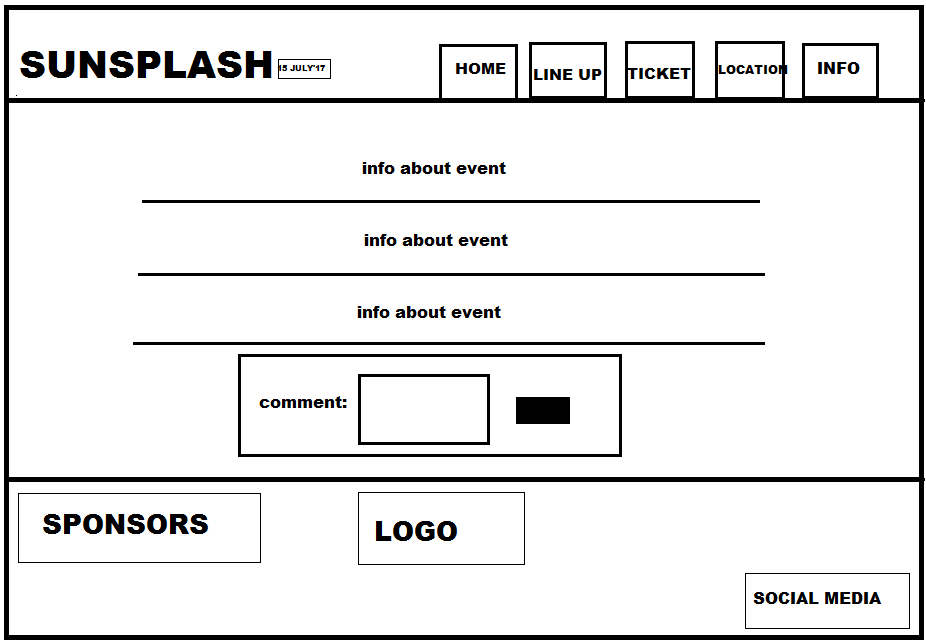 SUNSPLASH 15 JULY'17
HOME LINE UP TICKET LOCATION INFO
info about event
info about event
info about event
comment:
SPONSORS LOGO
SOCIAL MEDIA